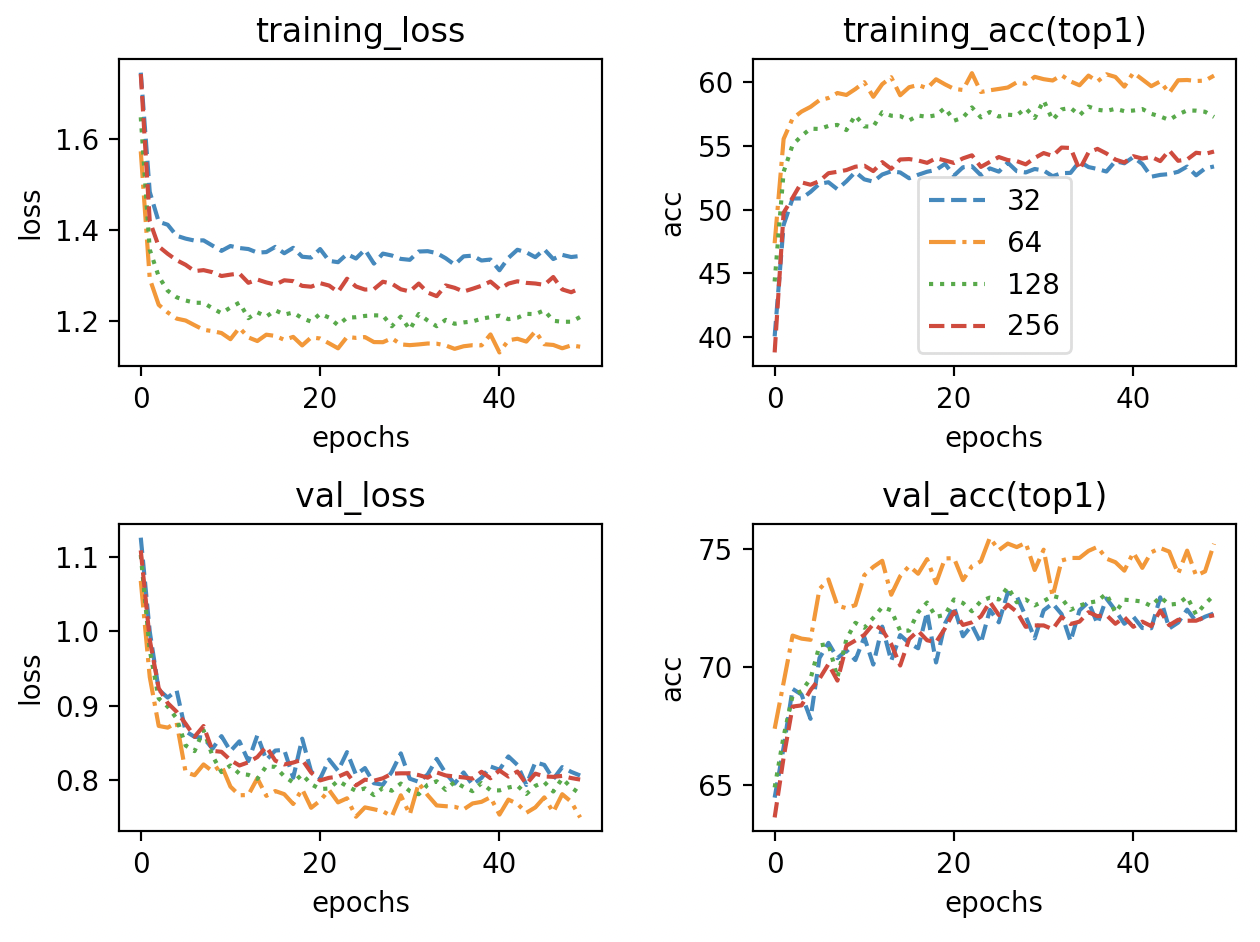 training_loss
training_acc(top1)
loss
1.6
1.4
1.2
0
20
40
epochs
acc
60
55
50
45
40
32
64
128
256
0
20
40
epochs
val_loss
val_acc(top1)
loss
1.1
1.0
0.9
0.8
0
20
40
epochs
acc
75
70
65
0
20
40
epochs